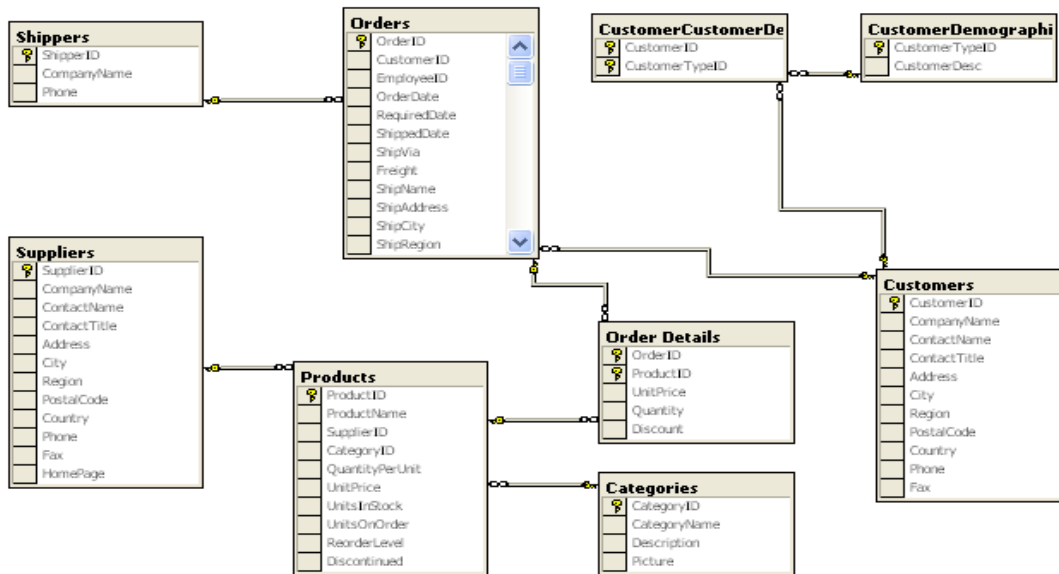 Shippers
ShipperID
CompanyName
Phone
Orders
OrderID
CustomerID
EmployeeID
OrderDate
RequiredDate
ShippedDate
ShipVia
Freight
ShipName
ShipAddress
ShipCity
ShipRegion
CustomerCustomerDe
CustomerID
CustomerTypeID
CustomerDemographi
CustomerTypeID
CustomerDesc
Suppliers
SupplierID
CompanyName
ContactName
ContactTitle
Address
City
Region
PostalCode
Country
Phone
Fax
HomePage
Products
ProductID
ProductName
SupplierID
CategoryID
QuantityPerUnit
UnitPrice
UnitsInStock
UnitsOnOrder
ReorderLevel
Discontinued
Order Details
OrderID
ProductID
UnitPrice
Quantity
Discount
Categories
CategoryID
CategoryName
Description
Picture
Customers
CustomerID
CompanyName
ContactName
ContactTitle
Address
City
Region
PostalCode
Country
Phone
Fax